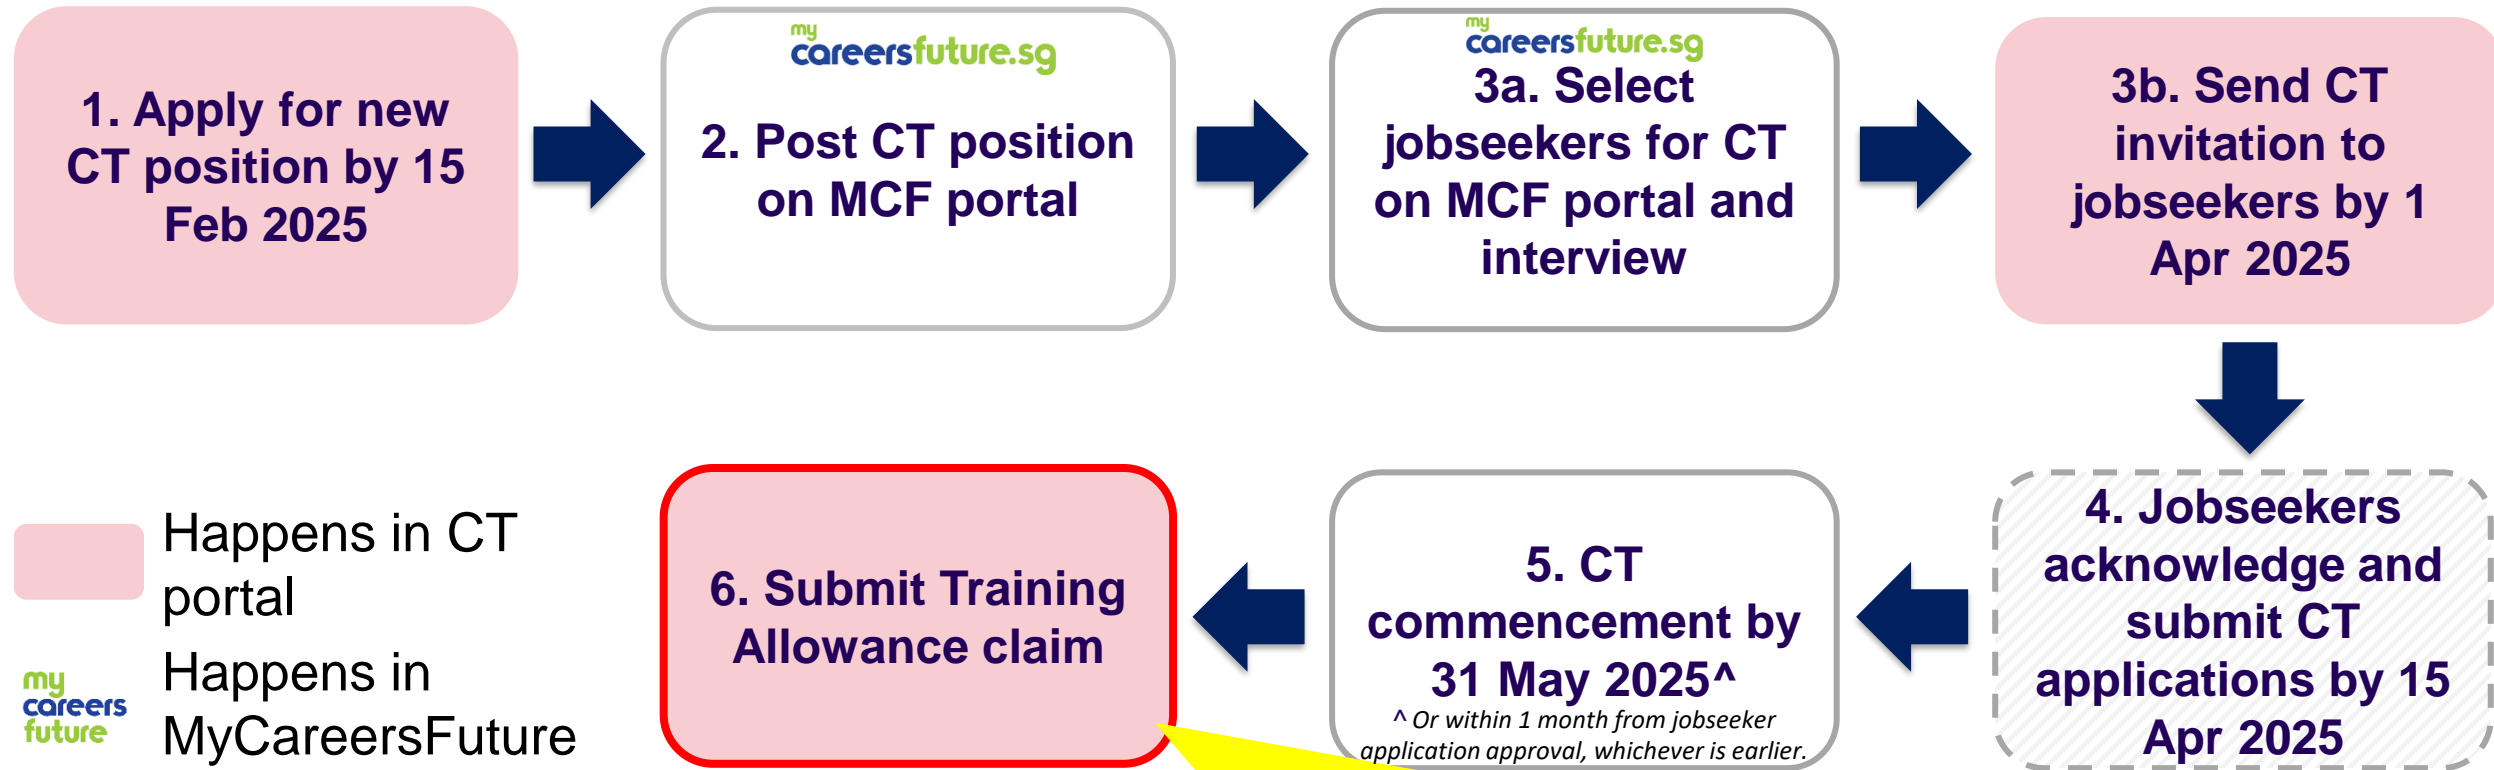 1. Apply for new
CT position by 15
Feb 2025
my
careersfuture.sg
2. Post CT position
on MCF portal
my
careersfuture.sg
3a. Select
jobseekers for CT
on MCF portal and
interview
3b. Send CT
invitation to
jobseekers by 1
Apr 2025
4. Jobseekers
acknowledge and
submit CT
applications by 15
Apr 2025
5. CT
commencement by
31 May 2025^
^ Or within 1 month from jobseeker
application approval, whichever is earlier.
6. Submit Training
Allowance claim
Happens in CT
portal
my
careers
future
Happens in
MyCareersFuture